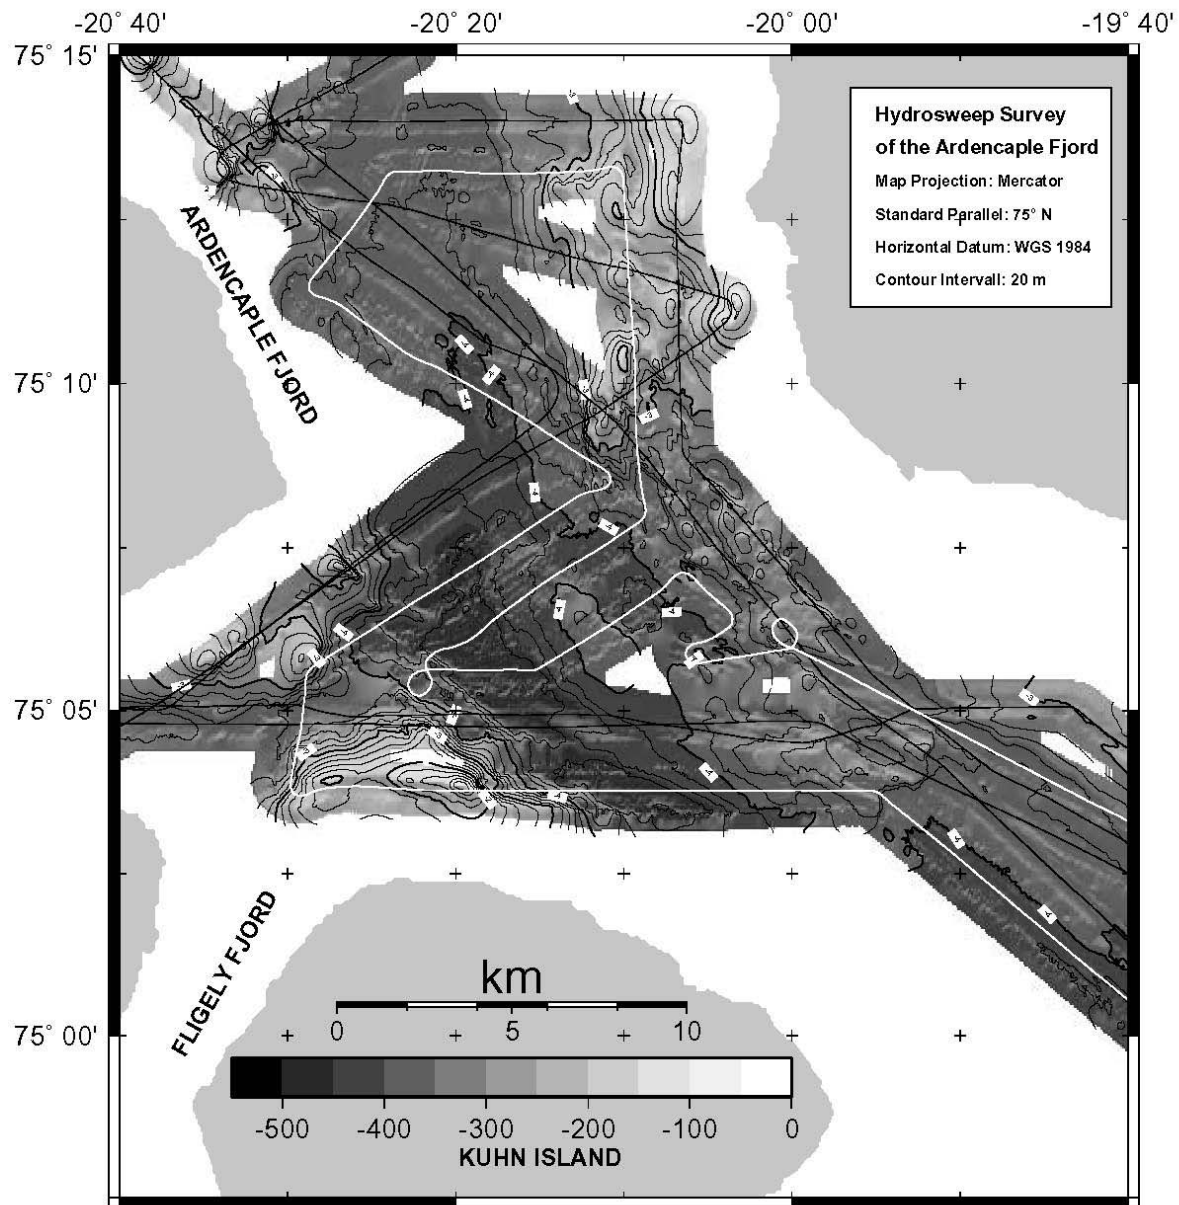 -20° 40' -20° 20' -20° 00' -19° 40'
75° 15'
Hydrosweep Survey
of the Ardencaple Fjord
Map Projection: Mercator
Standard Parallel: 75° N
Horizontal Datum: WGS 1984
Contour Intervall: 20 m
ARDENCAPLE FJORD
75° 10'
75° 05'
FLIGELY FJORD
75° 00'
km
0 5 10
-500 -400 -300 -200 -100 0
KUHN ISLAND